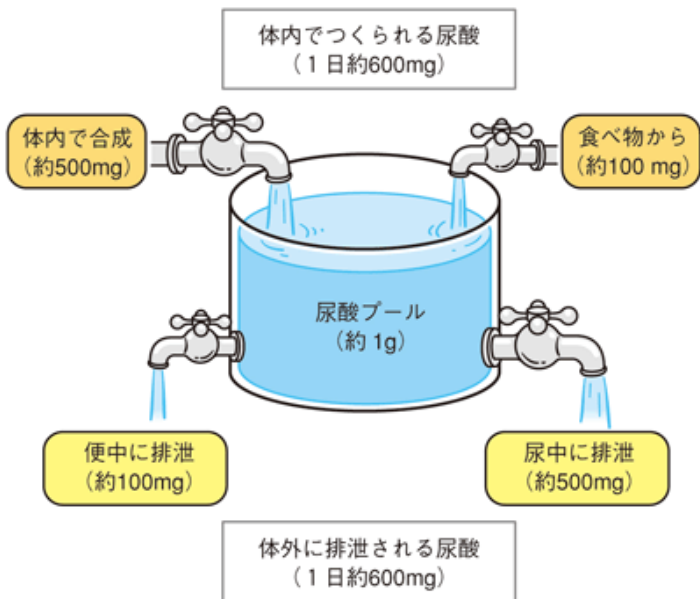 体内でつくられる尿酸
（１日約600mg）
体内で合成
（約500mg）
食べ物から
（約100 mg）
尿酸プール
（約 1g）
便中に排泄
（約100mg）
尿中に排泄
（約500mg）
体外に排泄される尿酸
（１日約600mg）